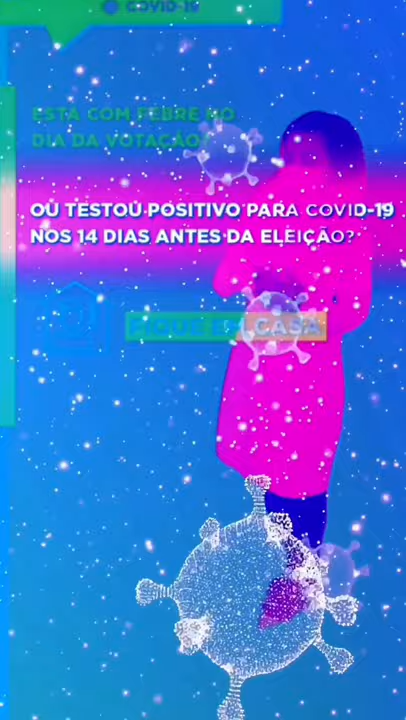 COVID-19
ESTÁ COM FEBRE NO
DIA DA VOTAÇÃO?
OU TESTOU POSITIVO PARA COVID-19
NOS 14 DIAS ANTES DA ELEIÇÃO?
FIQUE EM CASA